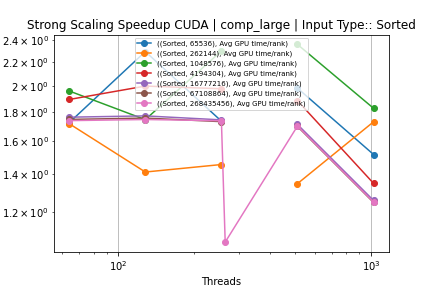 Strong Scaling Speedup CUDA | comp_large | Input Type:: Sorted
2.4 × 10⁰
2.2 × 10⁰
2 × 10⁰
1.8 × 10⁰
1.6 × 10⁰
1.4 × 10⁰
1.2 × 10⁰
((Sorted, 65536), Avg GPU time/rank)
((Sorted, 262144), Avg GPU time/rank)
((Sorted, 1048576), Avg GPU time/rank)
((Sorted, 4194304), Avg GPU time/rank)
((Sorted, 16777216), Avg GPU time/rank)
((Sorted, 67108864), Avg GPU time/rank)
((Sorted, 268435456), Avg GPU time/rank)
10² 10³
Threads